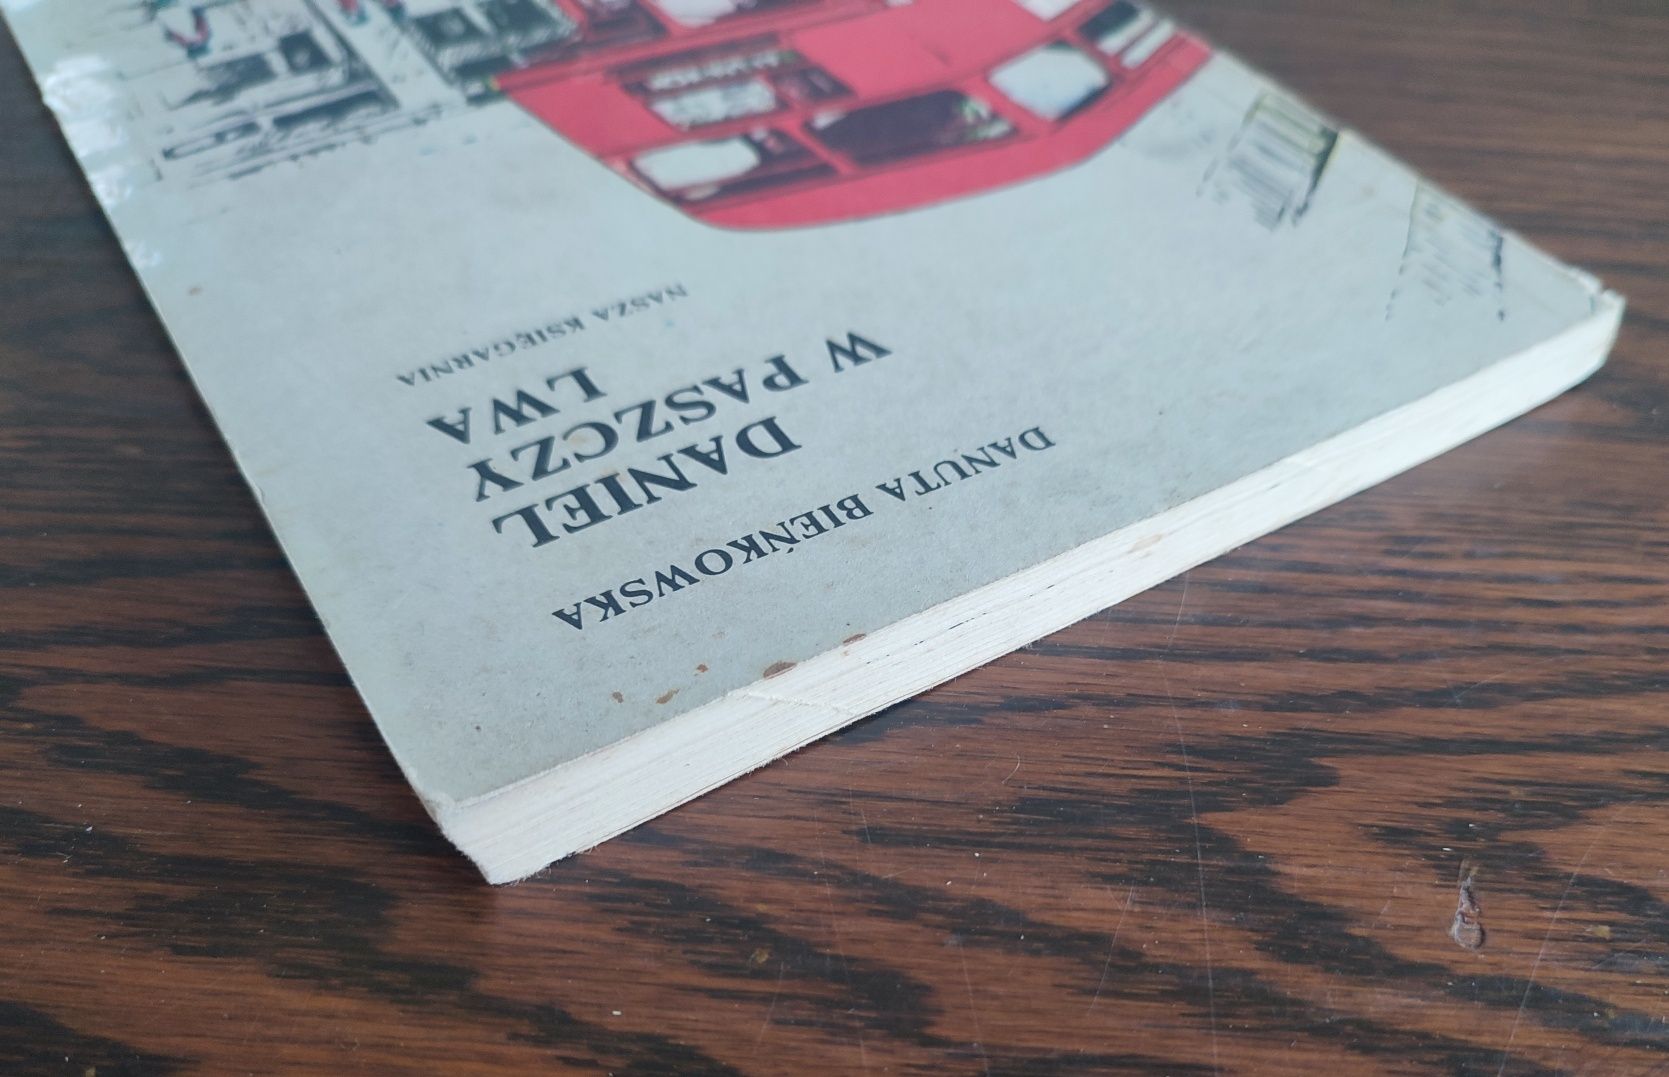 DANUTA BIEŃKOWSKA
DANIEL
W PASZCZY
LWA
NASZA KSIĘGARNIA